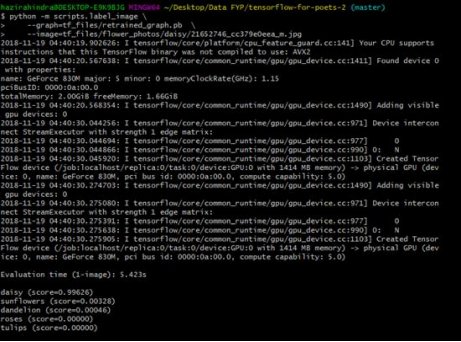 hazirahindra@DESKTOP-E9K9BJG MINGW64 ~/Desktop/Data FYP/tensorflow-for-poets-2 (master)
$ python -m scripts.label_image \
>     --graph=tf_files/retrained_graph.pb \
>     --image=tf_files/flower_photos/daisy/21652746_cc379e0eea_m.jpg
2018-11-19 04:40:19.902626: I tensorflow/core/platform/cpu_feature_guard.cc:141] Your CPU supports
instructions that this TensorFlow binary was not compiled to use: AVX2
2018-11-19 04:40:20.547868: I tensorflow/core/common_runtime/gpu/gpu_device.cc:1411] Found device 0
with properties:
name: GeForce 830M major: 5 minor: 0 memoryClockRate(GHz): 1.15
pciBusID: 0000:0a:00.0
totalMemory: 2.00GiB freeMemory: 1.66GiB
2018-11-19 04:40:20.568354: I tensorflow/core/common_runtime/gpu/gpu_device.cc:1490] Adding visible
gpu devices: 0
2018-11-19 04:40:30.044256: I tensorflow/core/common_runtime/gpu/gpu_device.cc:971] Device intercon
nect StreamExecutor with strength 1 edge matrix:
2018-11-19 04:40:30.044694: I tensorflow/core/common_runtime/gpu/gpu_device.cc:977]      0
2018-11-19 04:40:30.044866: I tensorflow/core/common_runtime/gpu/gpu_device.cc:990] 0:   N
2018-11-19 04:40:30.045920: I tensorflow/core/common_runtime/gpu/gpu_device.cc:1103] Created Tensor
Flow device (/job:localhost/replica:0/task:0/device:GPU:0 with 1414 MB memory) -> physical GPU (dev
ice: 0, name: GeForce 830M, pci bus id: 0000:0a:00.0, compute capability: 5.0)
2018-11-19 04:40:30.274703: I tensorflow/core/common_runtime/gpu/gpu_device.cc:1490] Adding visible
gpu devices: 0
2018-11-19 04:40:30.275080: I tensorflow/core/common_runtime/gpu/gpu_device.cc:971] Device intercon
nect StreamExecutor with strength 1 edge matrix:
2018-11-19 04:40:30.275391: I tensorflow/core/common_runtime/gpu/gpu_device.cc:977]      0
2018-11-19 04:40:30.275638: I tensorflow/core/common_runtime/gpu/gpu_device.cc:990] 0:   N
2018-11-19 04:40:30.275905: I tensorflow/core/common_runtime/gpu/gpu_device.cc:1103] Created Tensor
Flow device (/job:localhost/replica:0/task:0/device:GPU:0 with 1414 MB memory) -> physical GPU (dev
ice: 0, name: GeForce 830M, pci bus id: 0000:0a:00.0, compute capability: 5.0)
Evaluation time (1-image): 5.423s
daisy (score=0.99626)
sunflowers (score=0.00328)
dandelion (score=0.00046)
roses (score=0.00000)
tulips (score=0.00000)